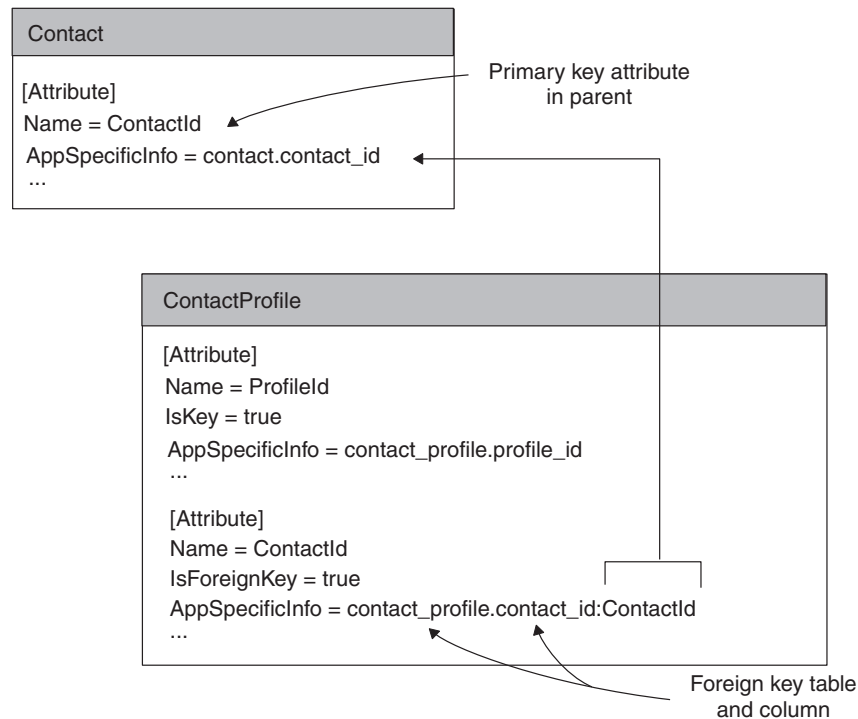 Contact
[Attribute]
Name = ContactId
AppSpecificInfo = contact.contact_id
...
Primary key attribute
in parent
ContactProfile
[Attribute]
Name = ProfileId
IsKey = true
AppSpecificInfo = contact_profile.profile_id
...
[Attribute]
Name = ContactId
IsForeignKey = true
AppSpecificInfo = contact_profile.contact_id:ContactId
...
Foreign key table
and column